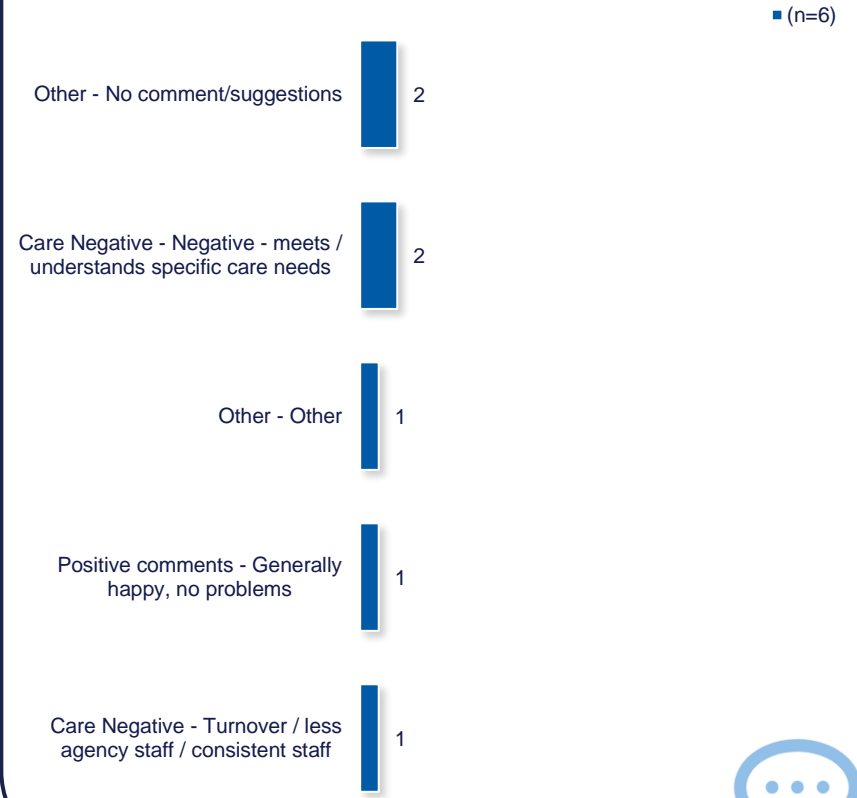 (n=6)
Other - No comment/suggestions
2
Care Negative - Negative - meets /
understands specific care needs
2
Other - Other
1
Positive comments - Generally
happy, no problems
1
Care Negative - Turnover / less
agency staff / consistent staff
1